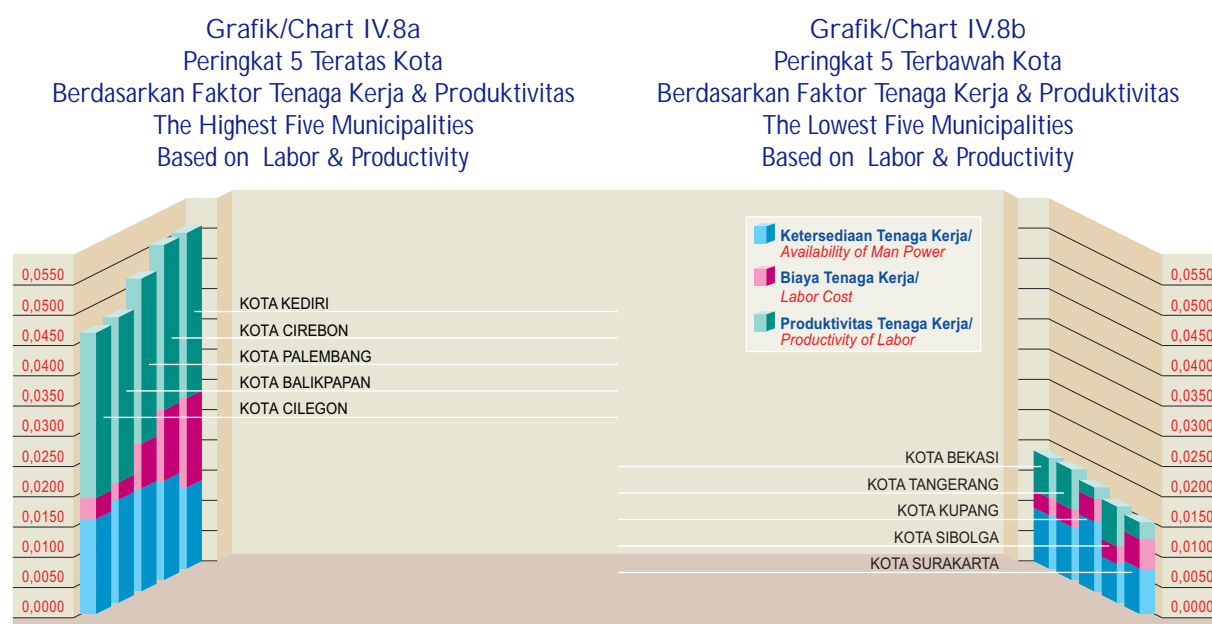 Grafik/Chart IV.8a
Peringkat 5 Teratas Kota
Berdasarkan Faktor Tenaga Kerja & Produktivitas
The Highest Five Municipalities
Based on Labor & Productivity
Grafik/Chart IV.8b
Peringkat 5 Terbawah Kota
Berdasarkan Faktor Tenaga Kerja & Produktivitas
The Lowest Five Municipalities
Based on Labor & Productivity
0,0550
0,0500
0,0450
0,0400
0,0350
0,0300
0,0250
0,0200
0,0150
0,0100
0,0050
0,0000
KOTA KEDIRI
KOTA CIREBON
KOTA PALEMBANG
KOTA BALIKPAPAN
KOTA CILEGON
Ketersediaan Tenaga Kerja/
Availability of Man Power
Biaya Tenaga Kerja/
Labor Cost
Produktivitas Tenaga Kerja/
Productivity of Labor
KOTA BEKASI
KOTA TANGERANG
KOTA KUPANG
KOTA SIBOLGA
KOTA SURAKARTA
0,0550
0,0500
0,0450
0,0400
0,0350
0,0300
0,0250
0,0200
0,0150
0,0100
0,0050
0,0000